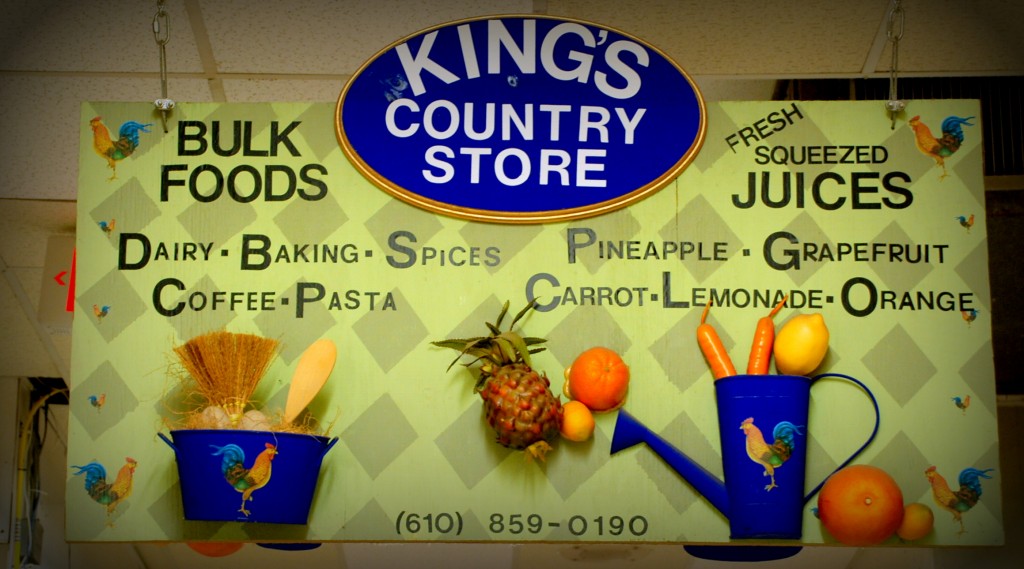 KING'S
COUNTRY
STORE
BULK
FOODS
DAIRY · BAKING · SPICES
COFFEE · PASTA
FRESH
SQUEEZED
JUICES
PINEAPPLE · GRAPEFRUIT
CARROT · LEMONADE · ORANGE
(610) 859-0190